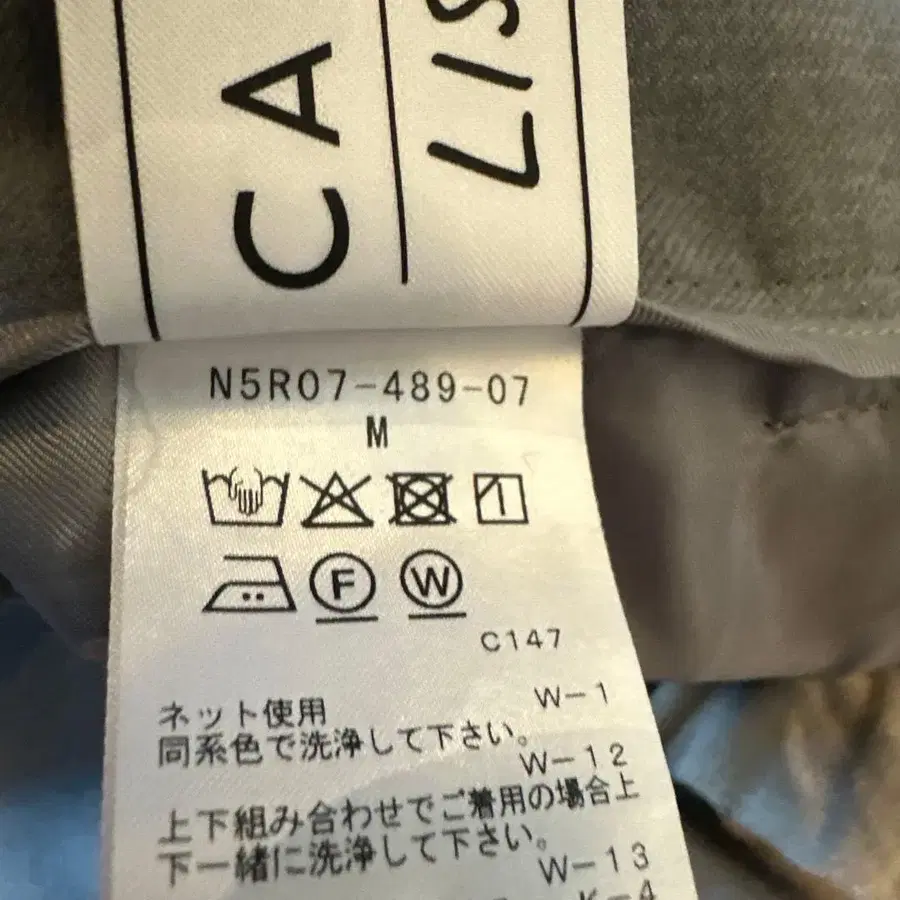 CA
LIS
N5R07-489-07
M
F W
C147
ネット使用 W-1
同系色で洗浄して下さい。
W-12
上下組み合わせでご着用の場合上
下一緒に洗浄して下さい。
W-13
K-4